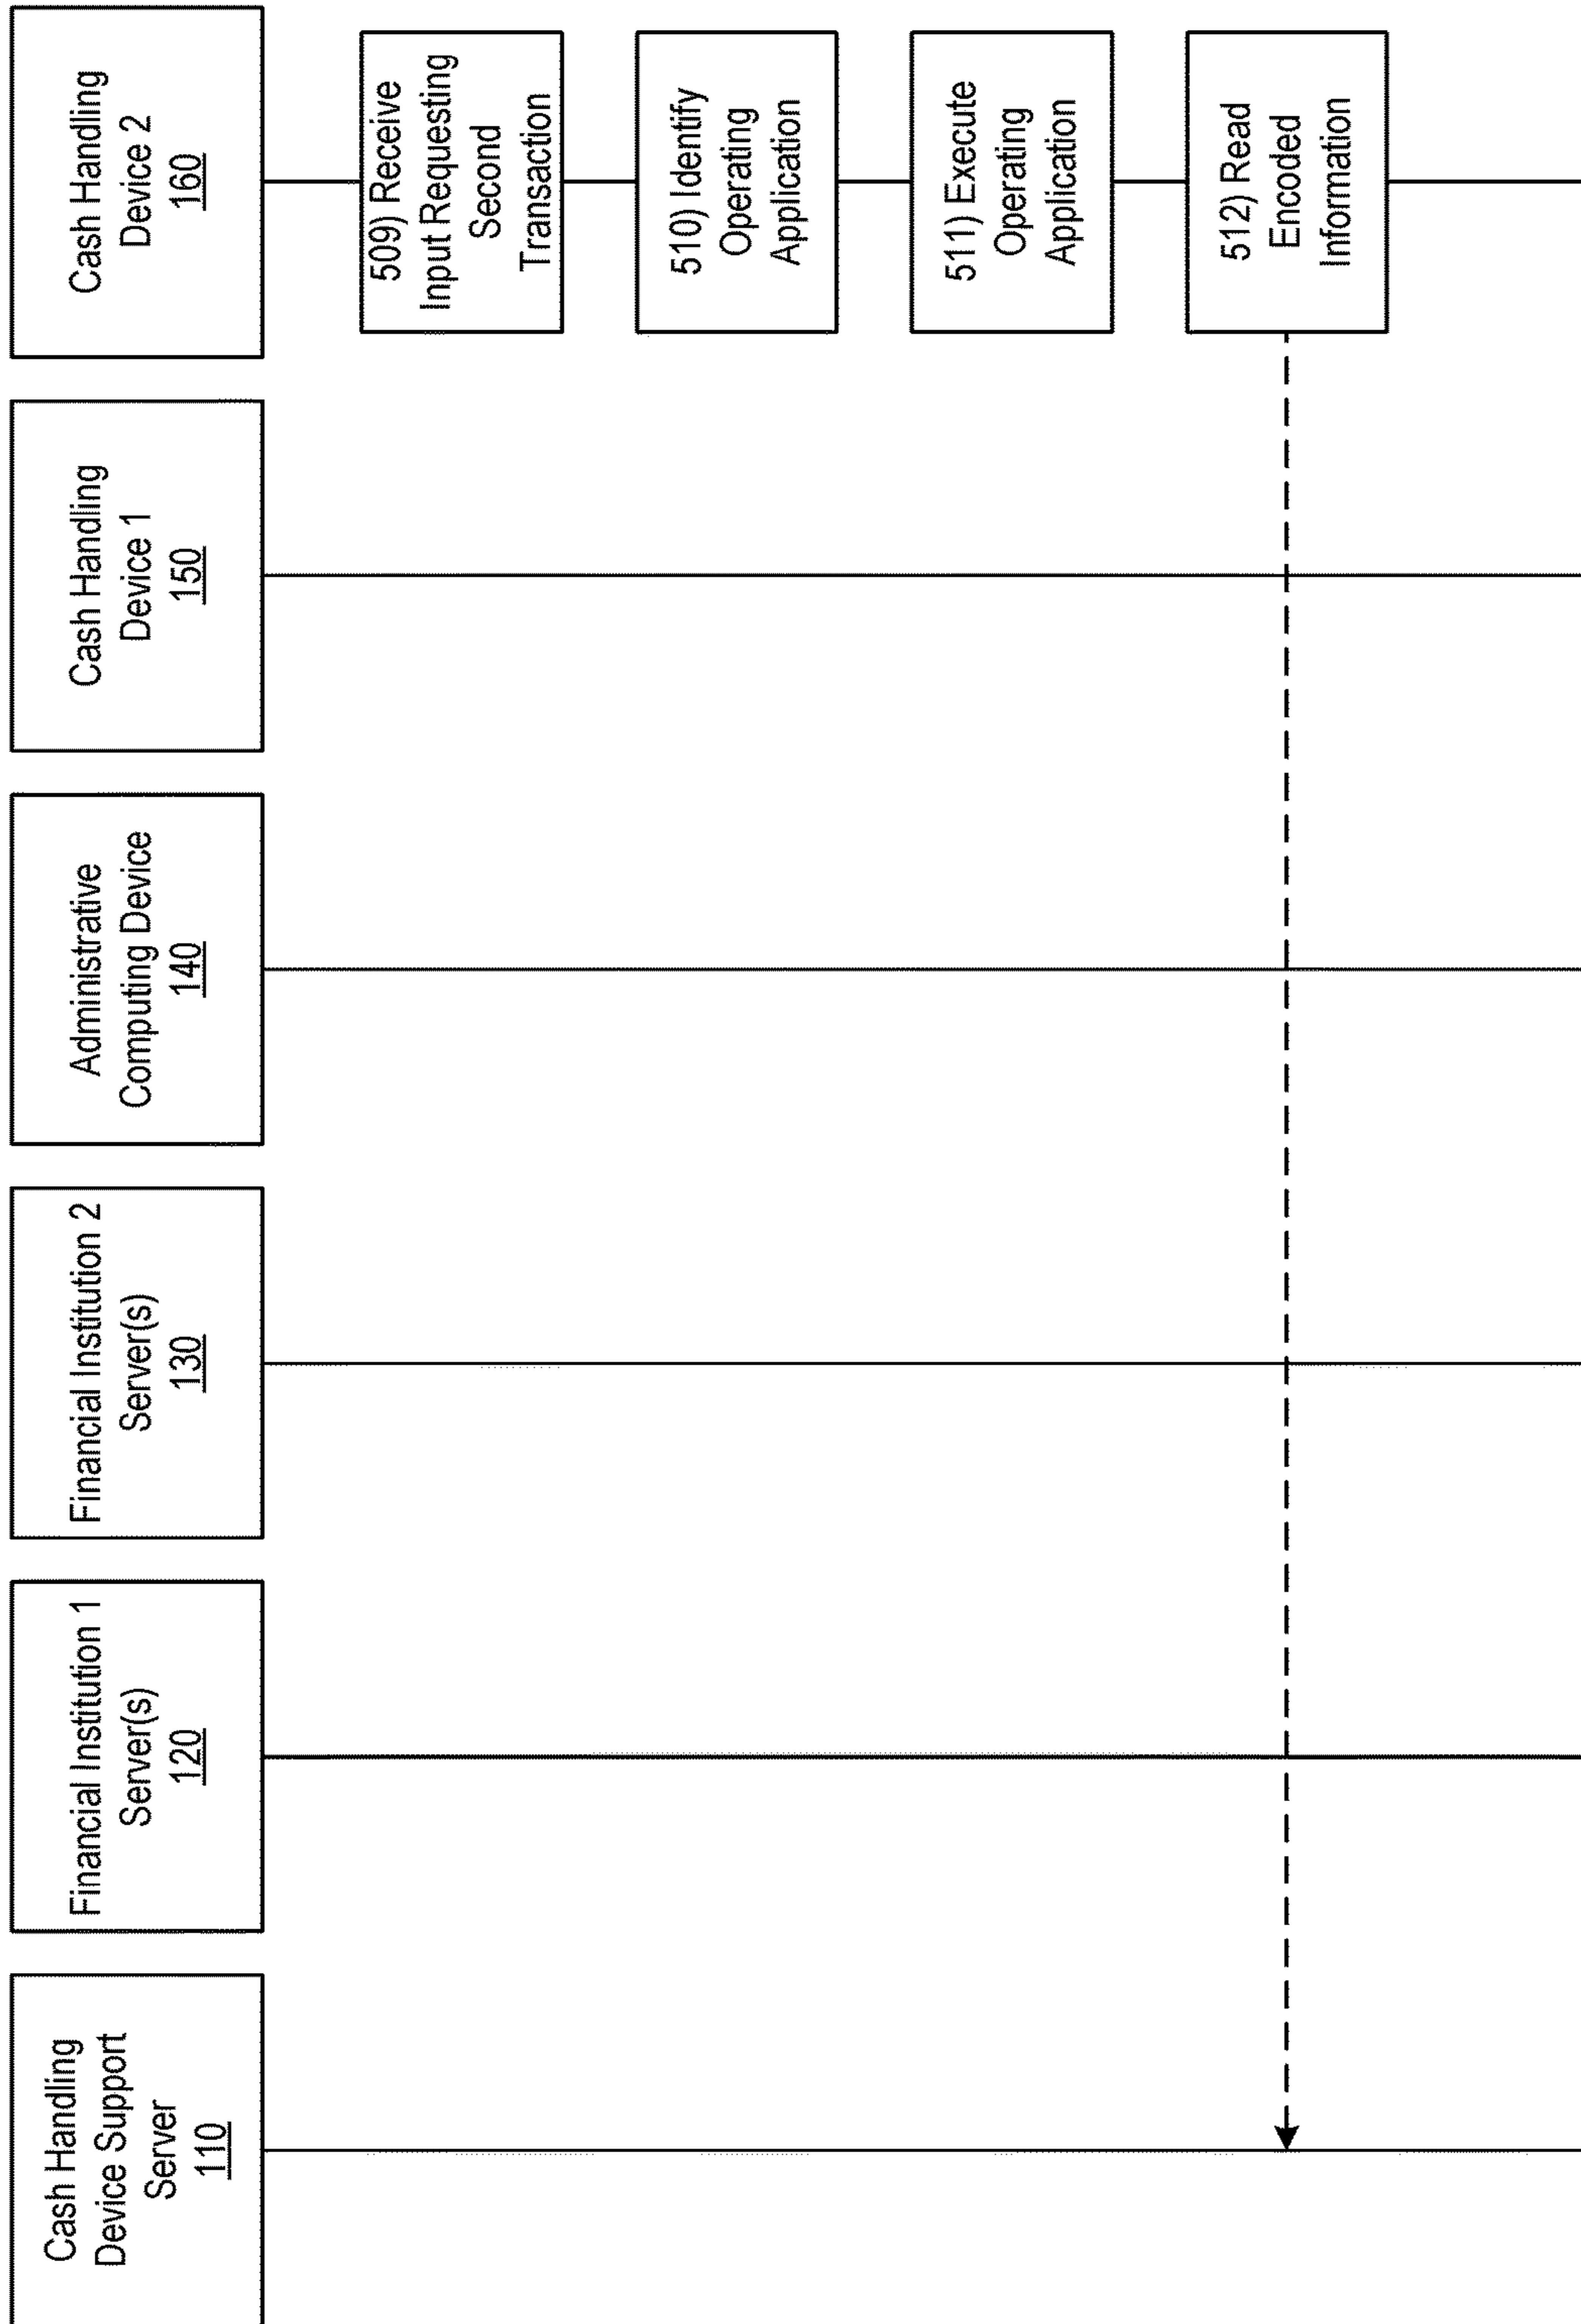 Cash Handling
Device Support
Server
110
Financial Institution 1
Server(s)
120
Financial Institution 2
Server(s)
130
Administrative
Computing Device
140
Cash Handling
Device 1
150
Cash Handling
Device 2
160
509) Receive
Input Requesting
Second
Transaction
510) Identify
Operating
Application
511) Execute
Operating
Application
512) Read
Encoded
Information